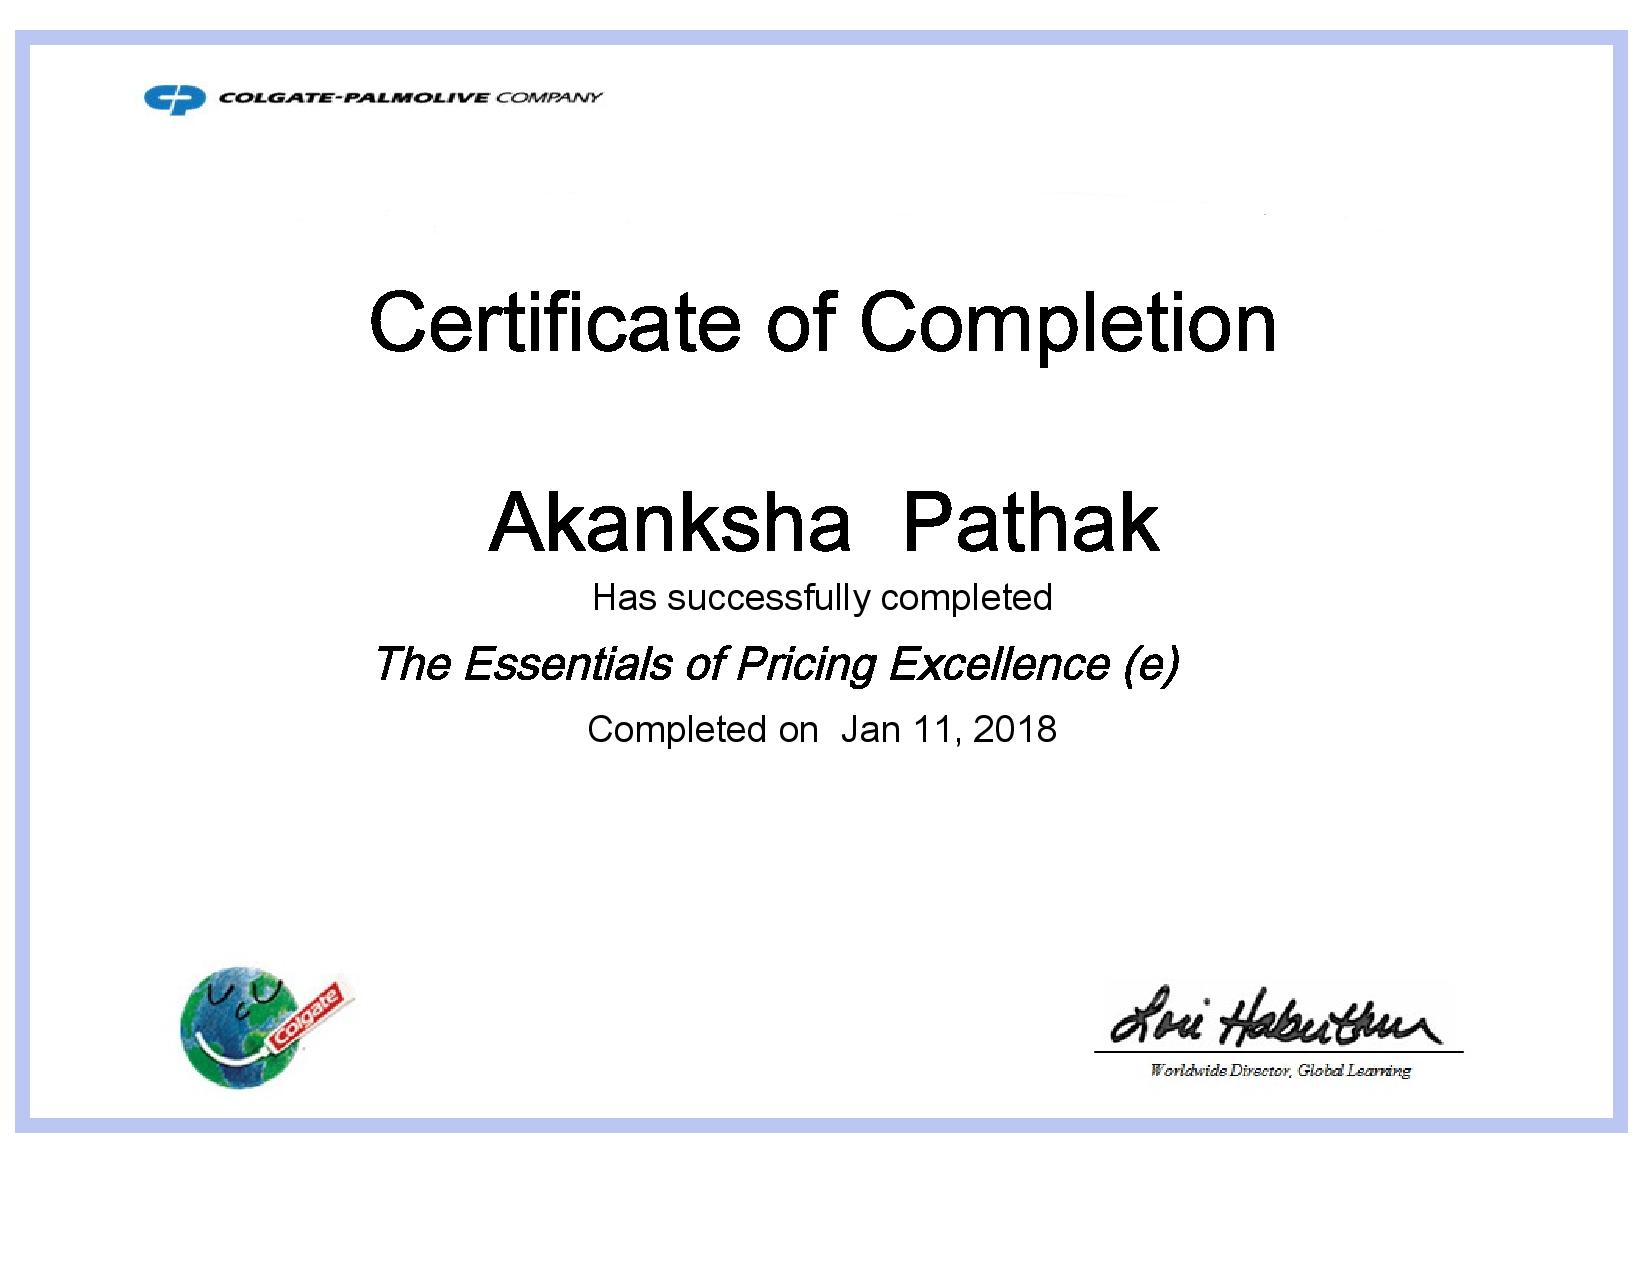 COLGATE-PALMOLIVE COMPANY
Certificate of Completion
Akanksha Pathak
Has successfully completed
The Essentials of Pricing Excellence (e)
Completed on Jan 11, 2018
Colgate
Lori Haberthur
Worldwide Director, Global Learning